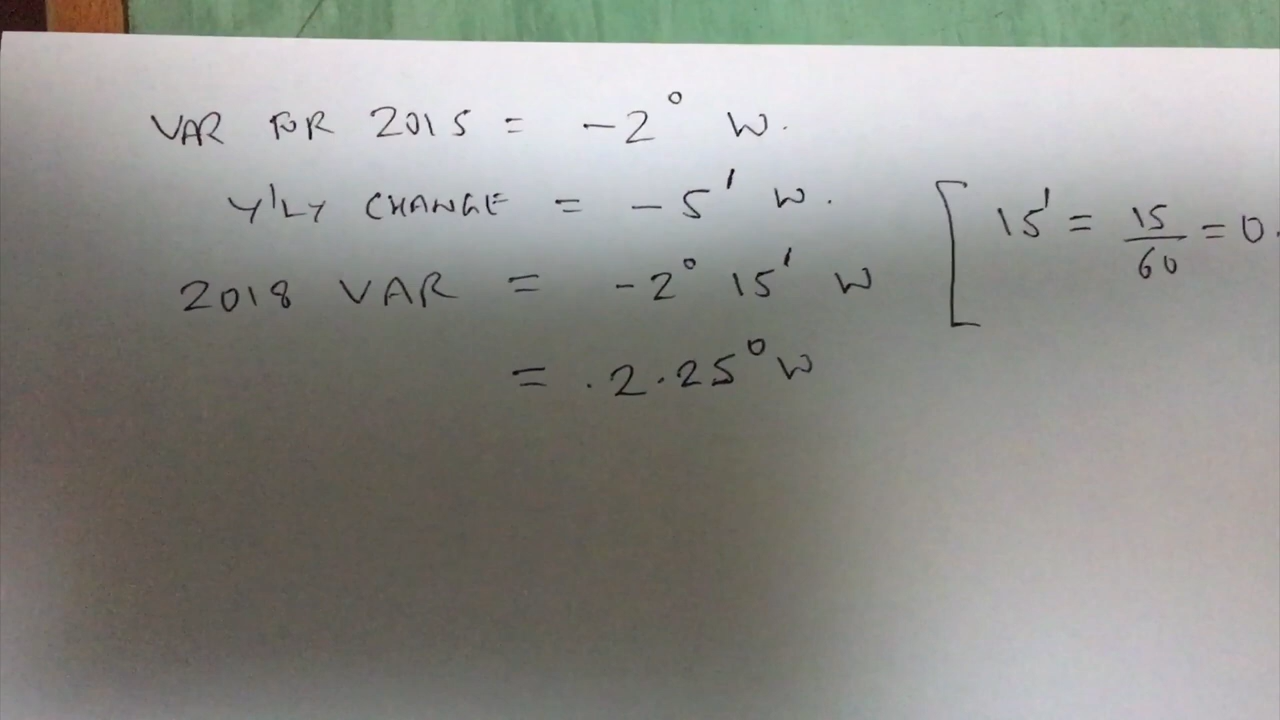 VAR FOR 2015 = -2° W.
Y'LY CHANGE = -5' W.
2018 VAR = -2° 15' W
= .2.25° W
[ 15' = 15/60 = 0.